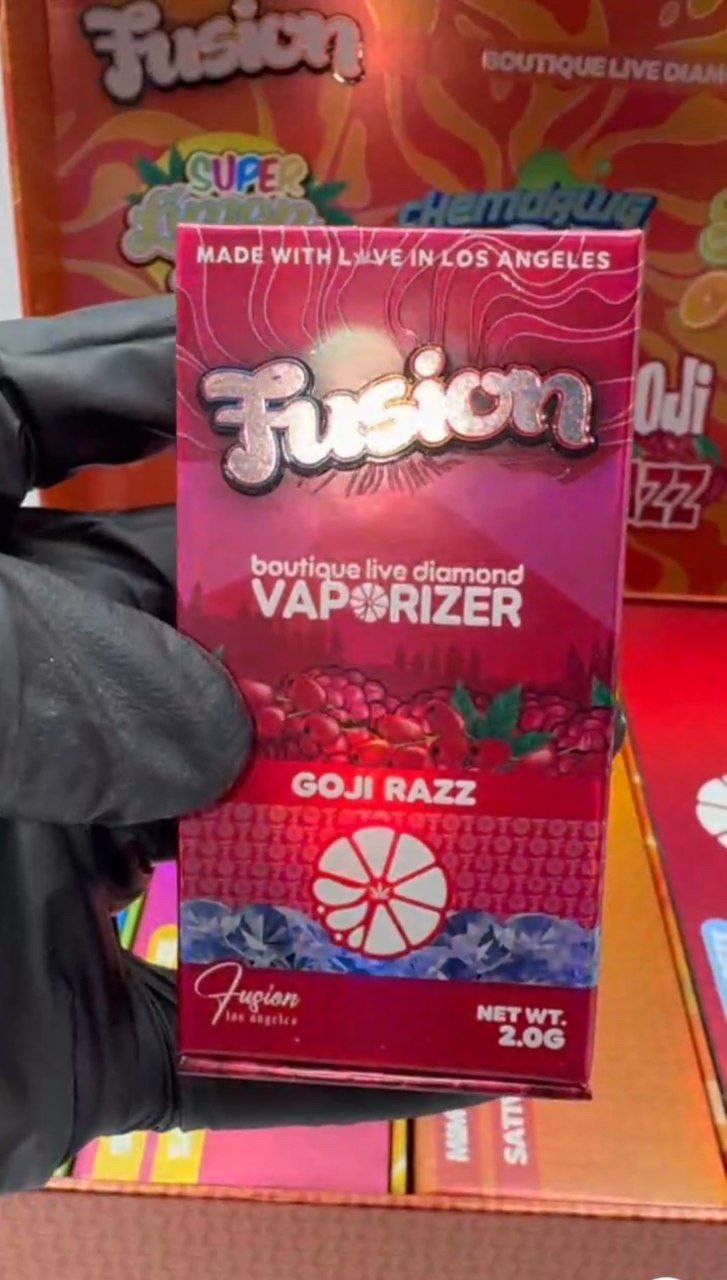 Fusion
BOUTIQUE LIVE
SUPER
CHEMDAWG
MADE WITH LOVE IN LOS ANGELES
Fusion
boutique live diamond
VAPORIZER
GOJI RAZZ
Fusion
los angeles
NET WT.
2.0G